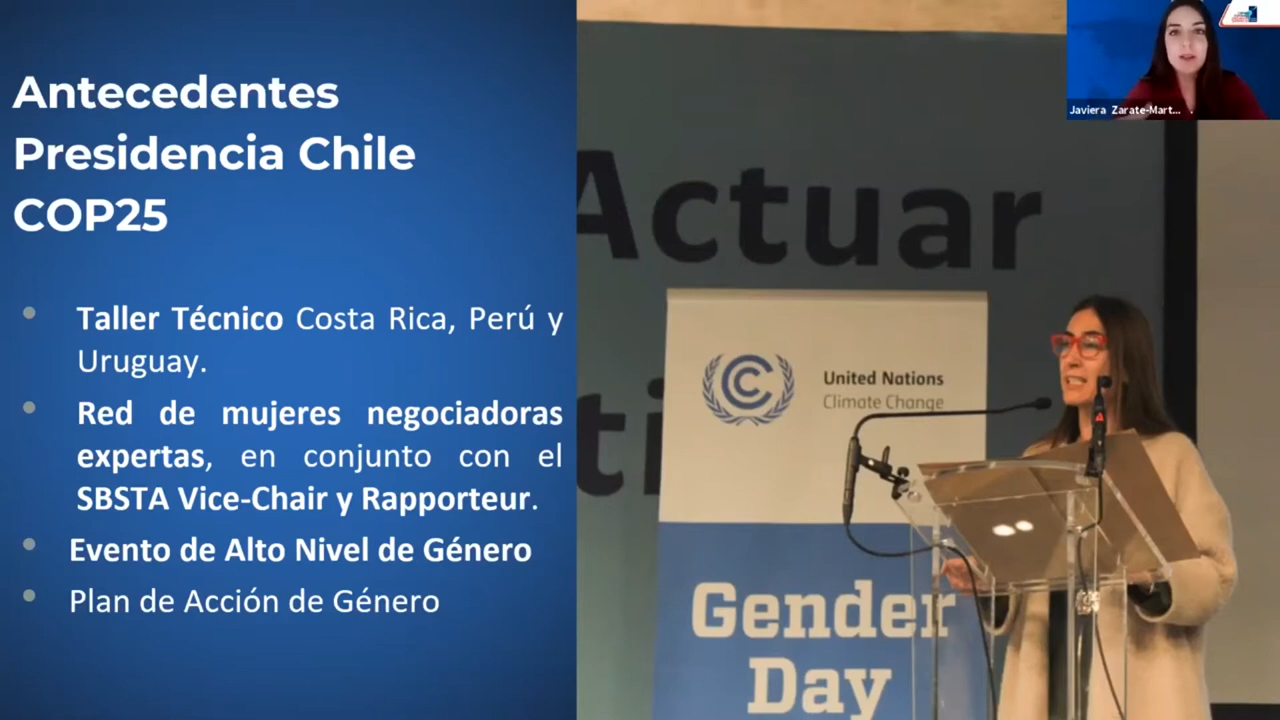 Antecedentes
Presidencia Chile
COP25
Taller Técnico Costa Rica, Perú y
Uruguay.
Red de mujeres negociadoras
expertas, en conjunto con el
SBSTA Vice-Chair y Rapporteur.
Evento de Alto Nivel de Género
Plan de Acción de Género
Actuar
ti
United Nations
Climate Change
Gender
Day
Javiera Zarate-Mart...